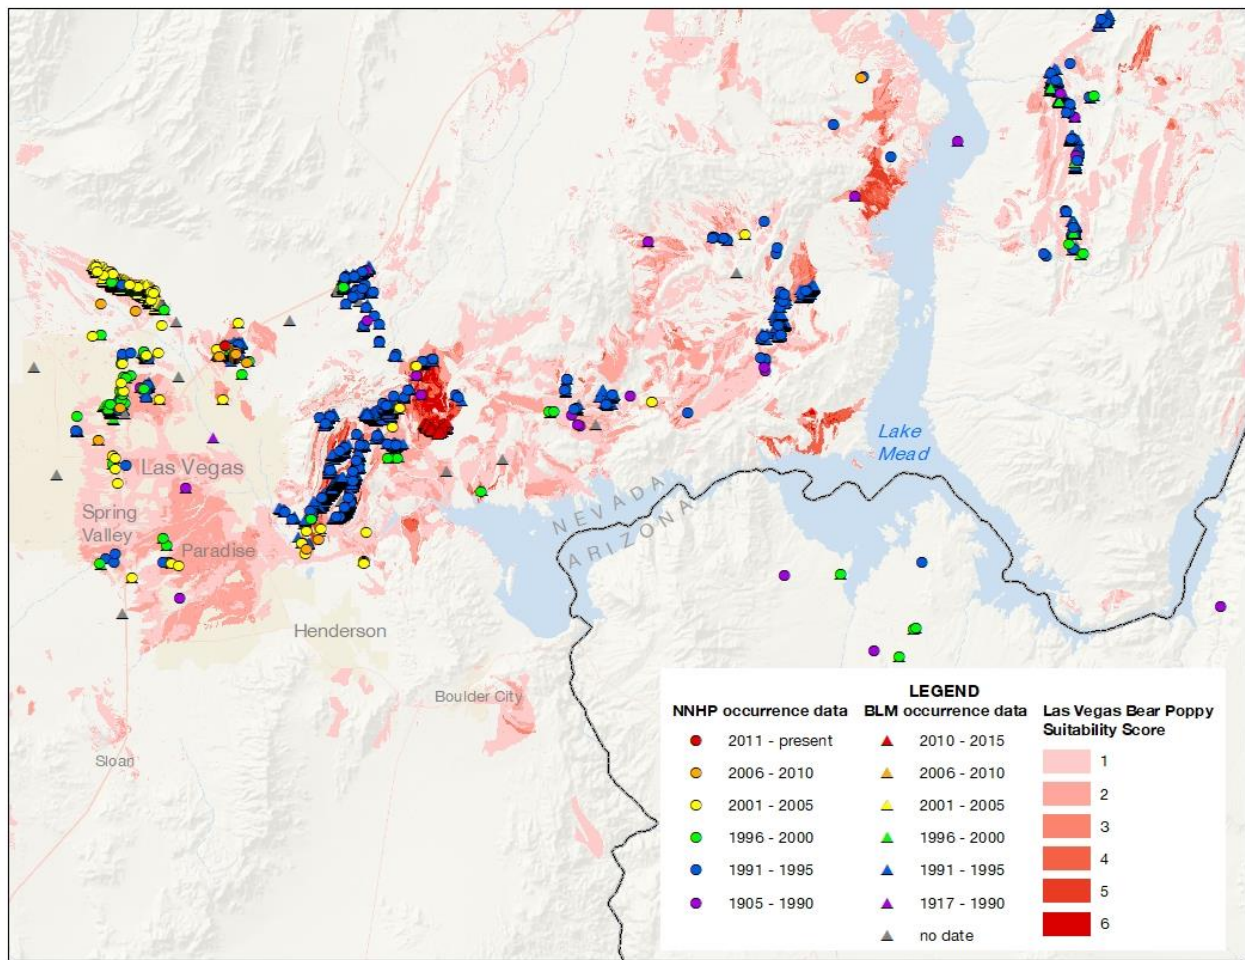 Lake
Mead
Las Vegas
NEVADA
ARIZONA
Spring
Valley
Paradise
Henderson
Boulder City
Sloan
LEGEND
NNHP occurrence data
2011 - present
2006 - 2010
2001 - 2005
1996 - 2000
1991 - 1995
1905 - 1990
BLM occurrence data
2010 - 2015
2006 - 2010
2001 - 2005
1996 - 2000
1991 - 1995
1917 - 1990
no date
Las Vegas Bear Poppy
Suitability Score
1
2
3
4
5
6